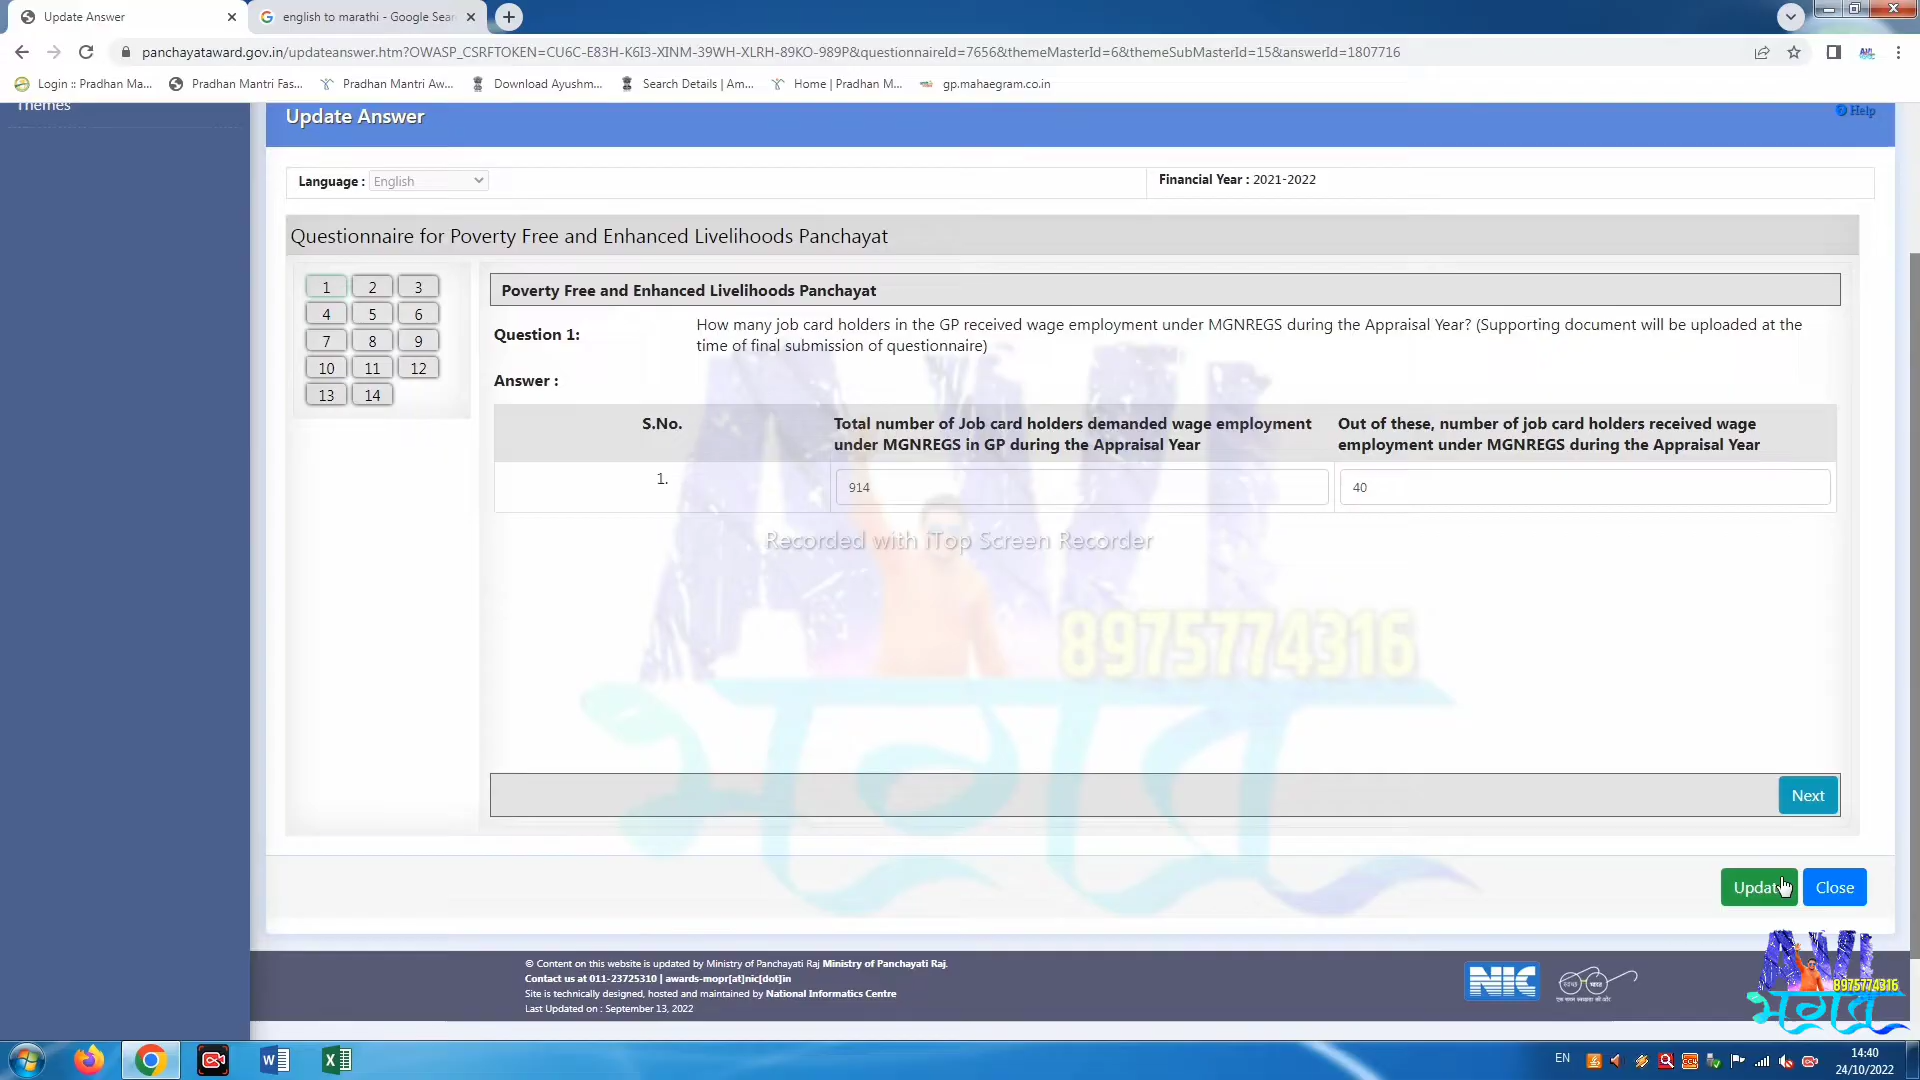 Update Answer
english to marathi - Google Sear
panchayataward.gov.in/updateanswer.htm?OWASP_CSRFTOKEN=CU6C-E83H-K6I3-XINM-39WH-XLRH-89KO-989P&questionnaireId=7656&themeMasterId=6&themeSubMasterId=15&answerId=1807716
Login :: Pradhan Ma...
Pradhan Mantri Fas...
Pradhan Mantri Aw...
Download Ayushm...
Search Details | Am...
Home | Pradhan M...
gp.mahaegram.co.in
Themes
Update Answer
Help
Language : English
Financial Year : 2021-2022
Questionnaire for Poverty Free and Enhanced Livelihoods Panchayat
1 2 3
4 5 6
7 8 9
10 11 12
13 14
Poverty Free and Enhanced Livelihoods Panchayat
Question 1:
How many job card holders in the GP received wage employment under MGNREGS during the Appraisal Year? (Supporting document will be uploaded at the
time of final submission of questionnaire)
Answer :
S.No.
Total number of Job card holders demanded wage employment
under MGNREGS in GP during the Appraisal Year
Out of these, number of job card holders received wage
employment under MGNREGS during the Appraisal Year
1.
914
40
Recorded with iTop Screen Recorder
AVI
8975774316
भगत
Next
Updat
Close
© Content on this website is updated by Ministry of Panchayati Raj Ministry of Panchayati Raj.
Contact us at 011-23725310 | awards-mopr[at]nic[dot]in
Site is technically designed, hosted and maintained by National Informatics Centre
Last Updated on : September 13, 2022
NIC
AVI
8975774316
भगत
EN
14:40
24/10/2022